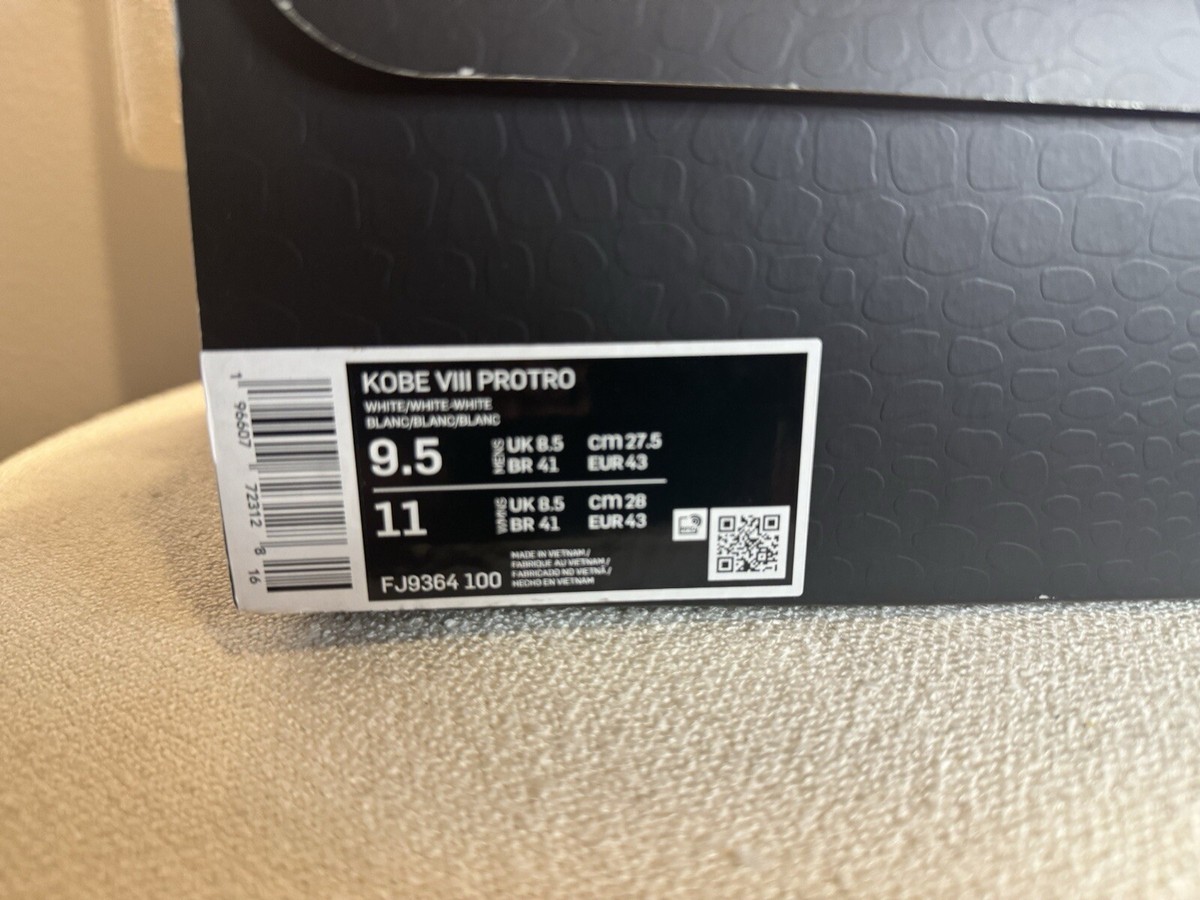 KOBE VIII PROTRO
WHITE/WHITE-WHITE
BLANC/BLANC/BLANC
9.5 MENS UK 8.5 cm 27.5
BR 41 EUR 43
11 WMNS UK 8.5 cm 28
BR 41 EUR 43
MADE IN VIETNAM /
FABRIQUE AU VIETNAM /
FABRICADO NO VIETNÃ /
HECHO EN VIETNAM
FJ9364 100
1 96607 72312 8 16